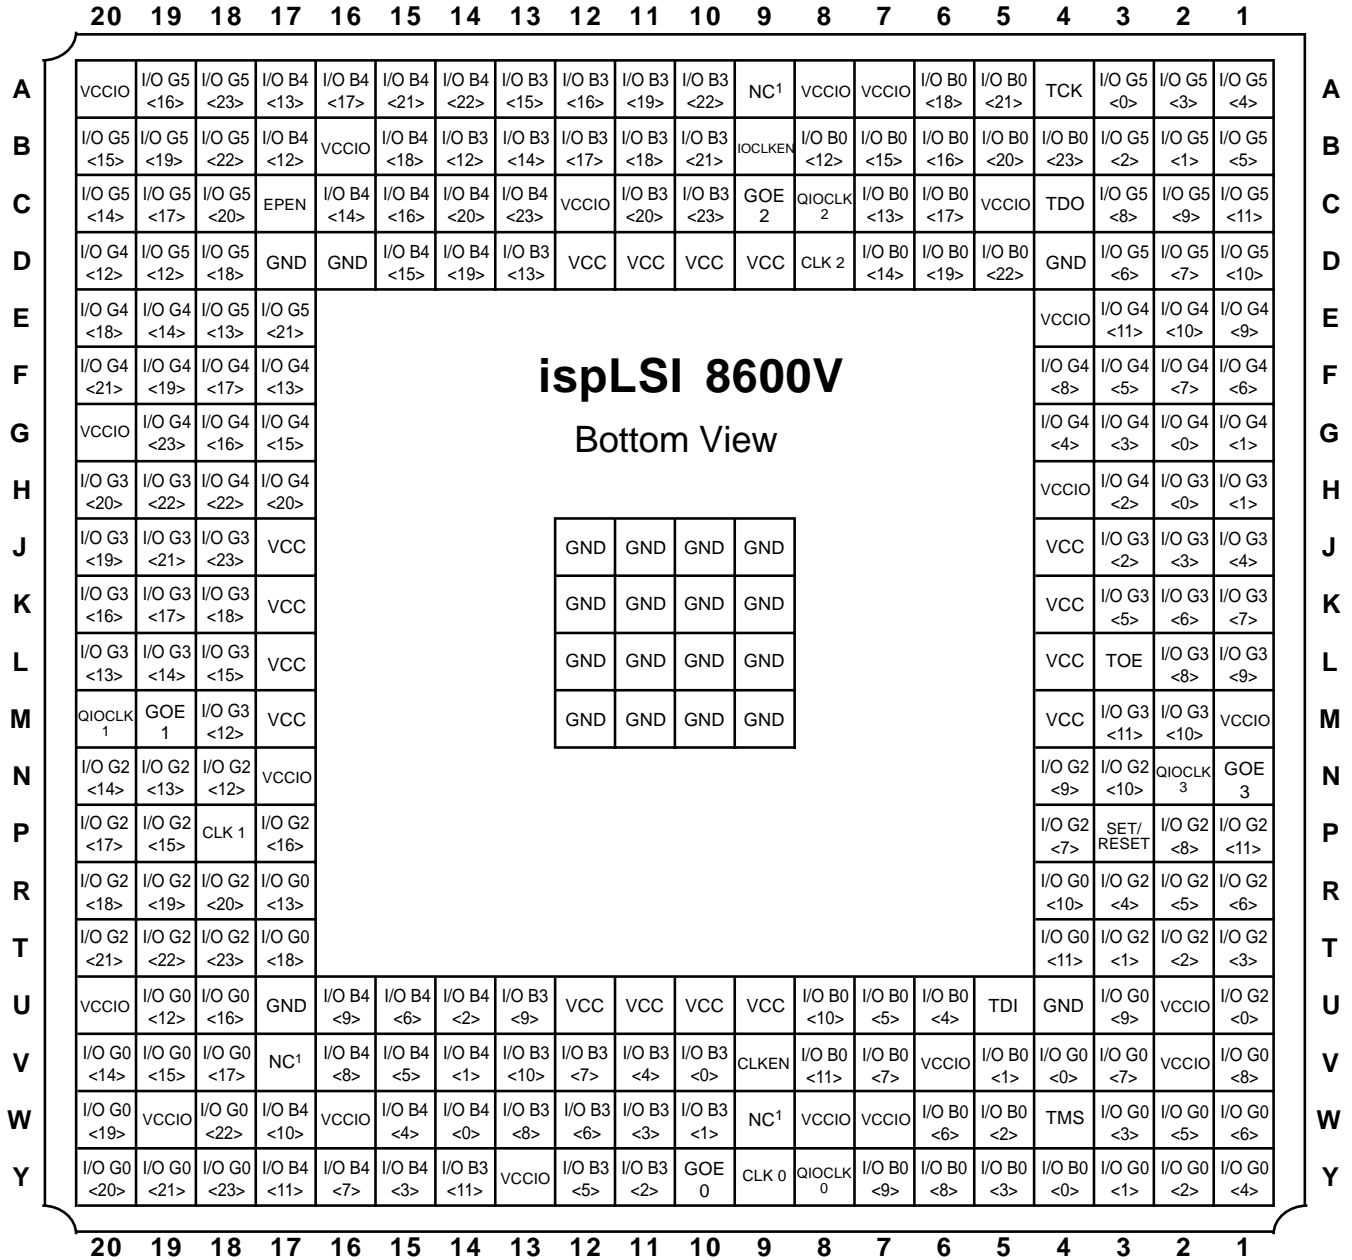 20 19 18 17 16 15 14 13 12 11 10 9 8 7 6 5 4 3 2 1
A VCCIO I/O G5 <16> I/O G5 <23> I/O B4 <13> I/O B4 <17> I/O B4 <21> I/O B4 <22> I/O B3 <15> I/O B3 <16> I/O B3 <19> I/O B3 <22> NC¹ VCCIO VCCIO I/O B0 <18> I/O B0 <21> TCK I/O G5 <0> I/O G5 <3> I/O G5 <4> A
B I/O G5 <15> I/O G5 <19> I/O G5 <22> I/O B4 <12> VCCIO I/O B4 <18> I/O B3 <12> I/O B3 <14> I/O B3 <17> I/O B3 <18> I/O B3 <21> IOCLKEN I/O B0 <12> I/O B0 <15> I/O B0 <16> I/O B0 <20> I/O B0 <23> I/O G5 <2> I/O G5 <1> I/O G5 <5> B
C I/O G5 <14> I/O G5 <17> I/O G5 <20> EPEN I/O B4 <14> I/O B4 <16> I/O B4 <20> I/O B4 <23> VCCIO I/O B3 <20> I/O B3 <23> GOE 2 QIOCLK 2 I/O B0 <13> I/O B0 <17> VCCIO TDO I/O G5 <8> I/O G5 <9> I/O G5 <11> C
D I/O G4 <12> I/O G5 <12> I/O G5 <18> GND GND I/O B4 <15> I/O B4 <19> I/O B3 <13> VCC VCC VCC VCC CLK 2 I/O B0 <14> I/O B0 <19> I/O B0 <22> GND I/O G5 <6> I/O G5 <7> I/O G5 <10> D
E I/O G4 <18> I/O G4 <14> I/O G5 <13> I/O G5 <21> VCCIO I/O G4 <11> I/O G4 <10> I/O G4 <9> E
F I/O G4 <21> I/O G4 <19> I/O G4 <17> I/O G4 <13> ispLSI 8600V I/O G4 <8> I/O G4 <5> I/O G4 <7> I/O G4 <6> F
G VCCIO I/O G4 <23> I/O G4 <16> I/O G4 <15> Bottom View I/O G4 <4> I/O G4 <3> I/O G4 <0> I/O G4 <1> G
H I/O G3 <20> I/O G3 <22> I/O G4 <22> I/O G4 <20> VCCIO I/O G4 <2> I/O G3 <0> I/O G3 <1> H
J I/O G3 <19> I/O G3 <21> I/O G3 <23> VCC GND GND GND GND VCC I/O G3 <2> I/O G3 <3> I/O G3 <4> J
K I/O G3 <16> I/O G3 <17> I/O G3 <18> VCC GND GND GND GND VCC I/O G3 <5> I/O G3 <6> I/O G3 <7> K
L I/O G3 <13> I/O G3 <14> I/O G3 <15> VCC GND GND GND GND VCC TOE I/O G3 <8> I/O G3 <9> L
M QIOCLK 1 GOE 1 I/O G3 <12> VCC GND GND GND GND VCC I/O G3 <11> I/O G3 <10> VCCIO M
N I/O G2 <14> I/O G2 <13> I/O G2 <12> VCCIO I/O G2 <9> I/O G2 <10> QIOCLK 3 GOE 3 N
P I/O G2 <17> I/O G2 <15> CLK 1 I/O G2 <16> I/O G2 <7> SET/ RESET I/O G2 <8> I/O G2 <11> P
R I/O G2 <18> I/O G2 <19> I/O G2 <20> I/O G0 <13> I/O G0 <10> I/O G2 <4> I/O G2 <5> I/O G2 <6> R
T I/O G2 <21> I/O G2 <22> I/O G2 <23> I/O G0 <18> I/O G0 <11> I/O G2 <1> I/O G2 <2> I/O G2 <3> T
U VCCIO I/O G0 <12> I/O G0 <16> GND I/O B4 <9> I/O B4 <6> I/O B4 <2> I/O B3 <9> VCC VCC VCC VCC I/O B0 <10> I/O B0 <5> I/O B0 <4> TDI GND I/O G0 <9> VCCIO I/O G2 <0> U
V I/O G0 <14> I/O G0 <15> I/O G0 <17> NC¹ I/O B4 <8> I/O B4 <5> I/O B4 <1> I/O B3 <10> I/O B3 <7> I/O B3 <4> I/O B3 <0> CLKEN I/O B0 <11> I/O B0 <7> VCCIO I/O B0 <1> I/O G0 <0> I/O G0 <7> VCCIO I/O G0 <8> V
W I/O G0 <19> VCCIO I/O G0 <22> I/O B4 <10> VCCIO I/O B4 <4> I/O B4 <0> I/O B3 <8> I/O B3 <6> I/O B3 <3> I/O B3 <1> NC¹ VCCIO VCCIO I/O B0 <6> I/O B0 <2> TMS I/O G0 <3> I/O G0 <5> I/O G0 <6> W
Y I/O G0 <20> I/O G0 <21> I/O G0 <23> I/O B4 <11> I/O B4 <7> I/O B4 <3> I/O B3 <11> VCCIO I/O B3 <5> I/O B3 <2> GOE 0 CLK 0 QIOCLK 0 I/O B0 <9> I/O B0 <8> I/O B0 <3> I/O B0 <0> I/O G0 <1> I/O G0 <2> I/O G0 <4> Y
20 19 18 17 16 15 14 13 12 11 10 9 8 7 6 5 4 3 2 1